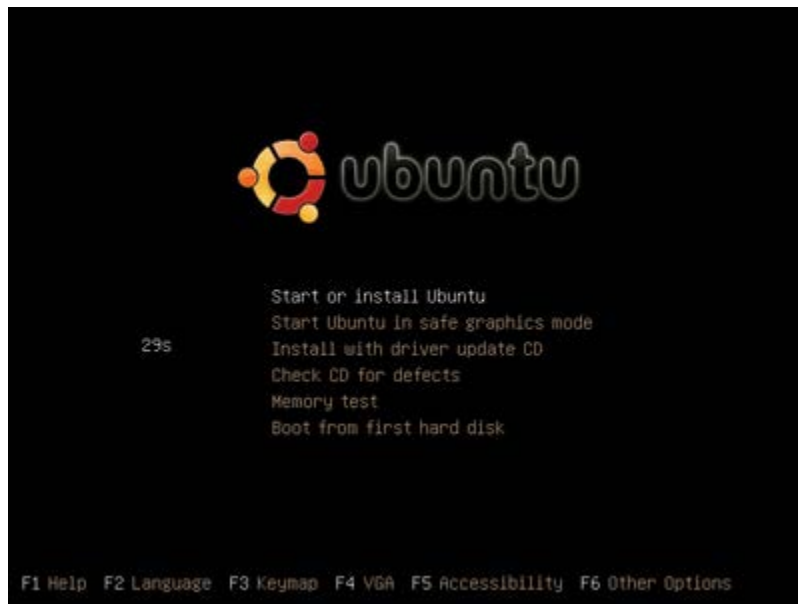 ubuntu
Start or install Ubuntu
Start Ubuntu in safe graphics mode
29s
Install with driver update CD
Check CD for defects
Memory test
Boot from first hard disk
F1 Help F2 Language F3 Keymap F4 VGA F5 Accessibility F6 Other Options